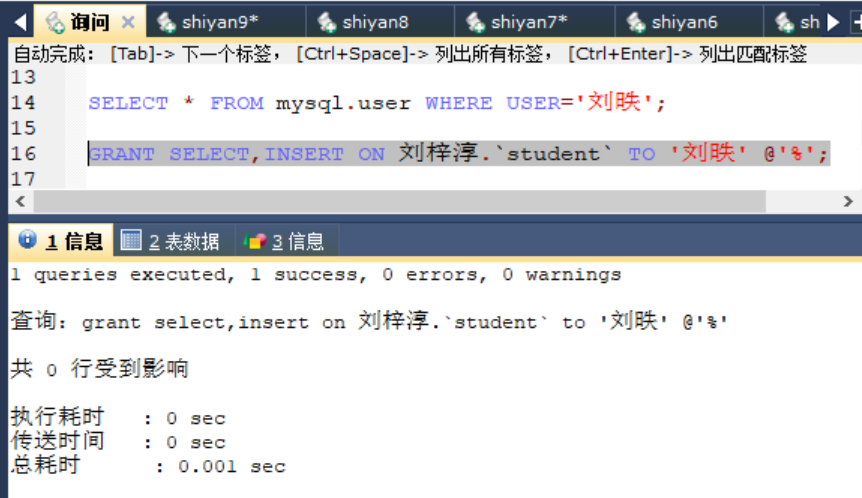 询问 shiyan9* shiyan8 shiyan7* shiyan6 sh
自动完成： [Tab]-> 下一个标签， [Ctrl+Space]-> 列出所有标签， [Ctrl+Enter]-> 列出匹配标签
13
14 SELECT * FROM mysql.user WHERE USER='刘昳';
15
16 GRANT SELECT,INSERT ON 刘梓淳.`student` TO '刘昳' @'%';
17
1 信息 2 表数据 3 信息
1 queries executed, 1 success, 0 errors, 0 warnings
查询：grant select,insert on 刘梓淳.`student` to '刘昳' @'%'
共 0 行受到影响
执行耗时 : 0 sec
传送时间 : 0 sec
总耗时 : 0.001 sec